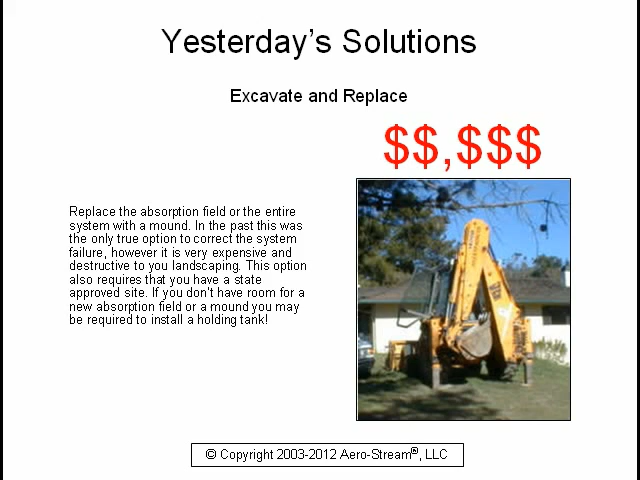 Yesterday's Solutions
Excavate and Replace
$$,$$$
Replace the absorption field or the entire
system with a mound. In the past this was
the only true option to correct the system
failure, however it is very expensive and
destructive to you landscaping. This option
also requires that you have a state
approved site. If you don't have room for a
new absorption field or a mound you may
be required to install a holding tank!
© Copyright 2003-2012 Aero-Stream®, LLC